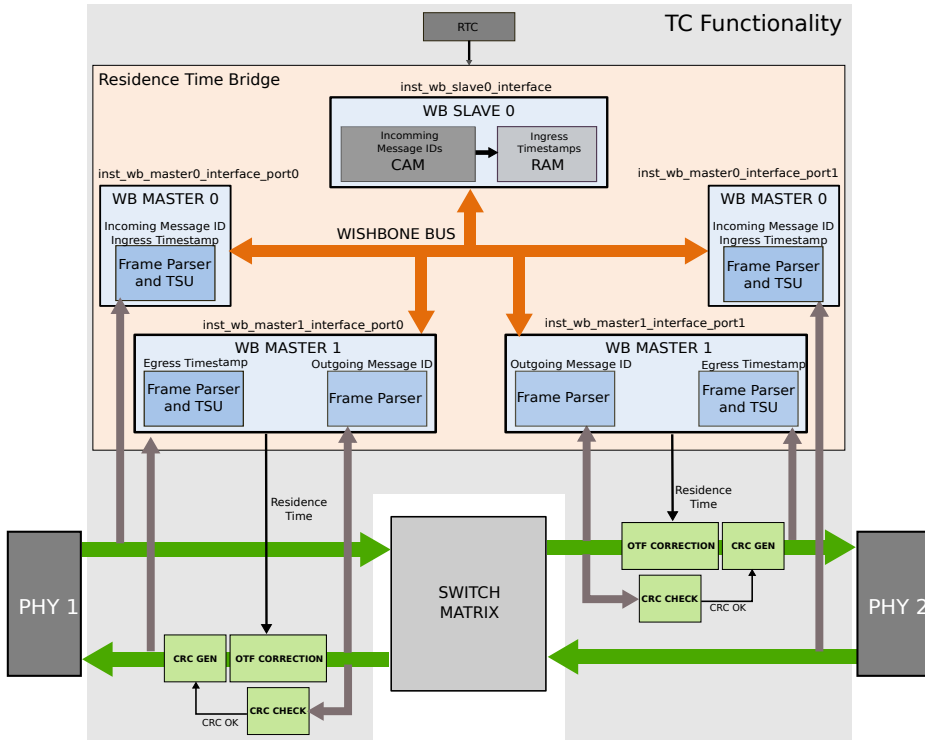 TC Functionality
RTC
Residence Time Bridge
inst_wb_slave0_interface
WB SLAVE 0
Incomming
Message IDs
CAM
Ingress
Timestamps
RAM
inst_wb_master0_interface_port0
WB MASTER 0
Incoming Message ID
Ingress Timestamp
Frame Parser
and TSU
WISHBONE BUS
inst_wb_master0_interface_port1
WB MASTER 0
Incoming Message ID
Ingress Timestamp
Frame Parser
and TSU
inst_wb_master1_interface_port0
WB MASTER 1
Egress Timestamp
Frame Parser
and TSU
Outgoing Message ID
Frame Parser
inst_wb_master1_interface_port1
WB MASTER 1
Outgoing Message ID
Frame Parser
Egress Timestamp
Frame Parser
and TSU
Residence
Time
Residence
Time
PHY 1
SWITCH
MATRIX
OTF CORRECTION
CRC GEN
CRC CHECK
CRC OK
PHY 2
CRC GEN
OTF CORRECTION
CRC OK
CRC CHECK